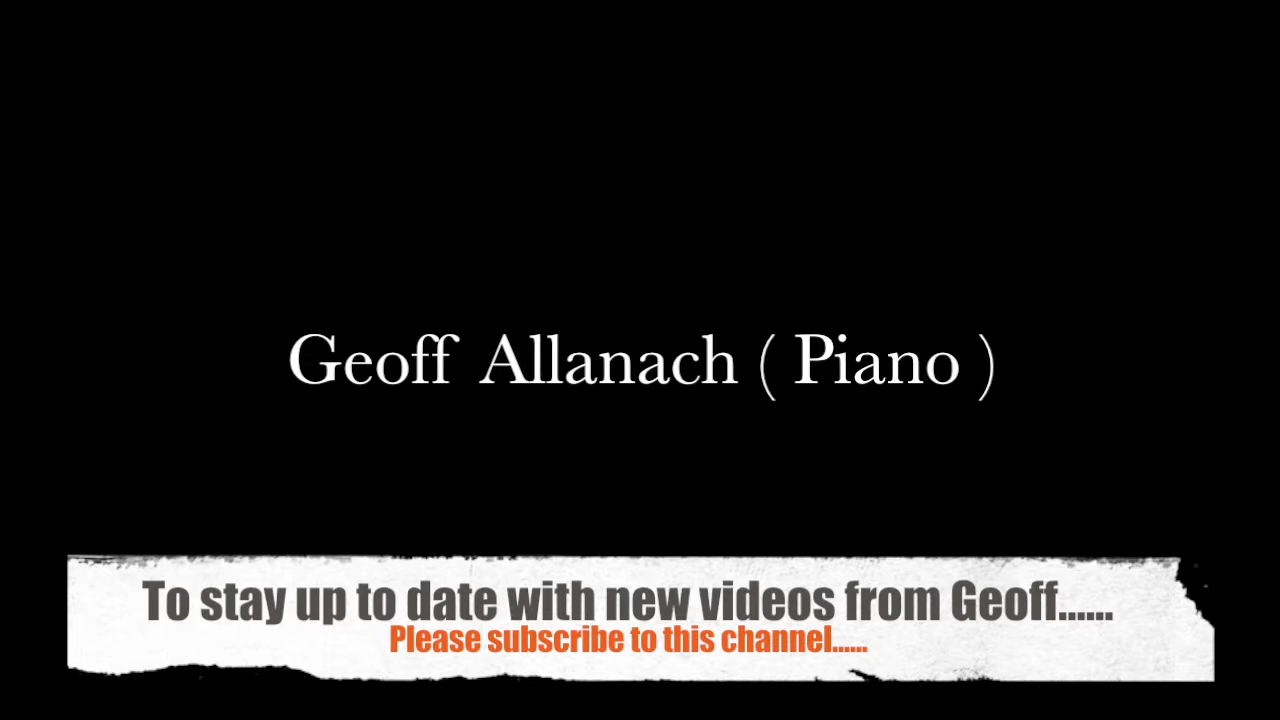 Geoff Allanach ( Piano )
To stay up to date with new videos from Geoff......
Please subscribe to this channel......